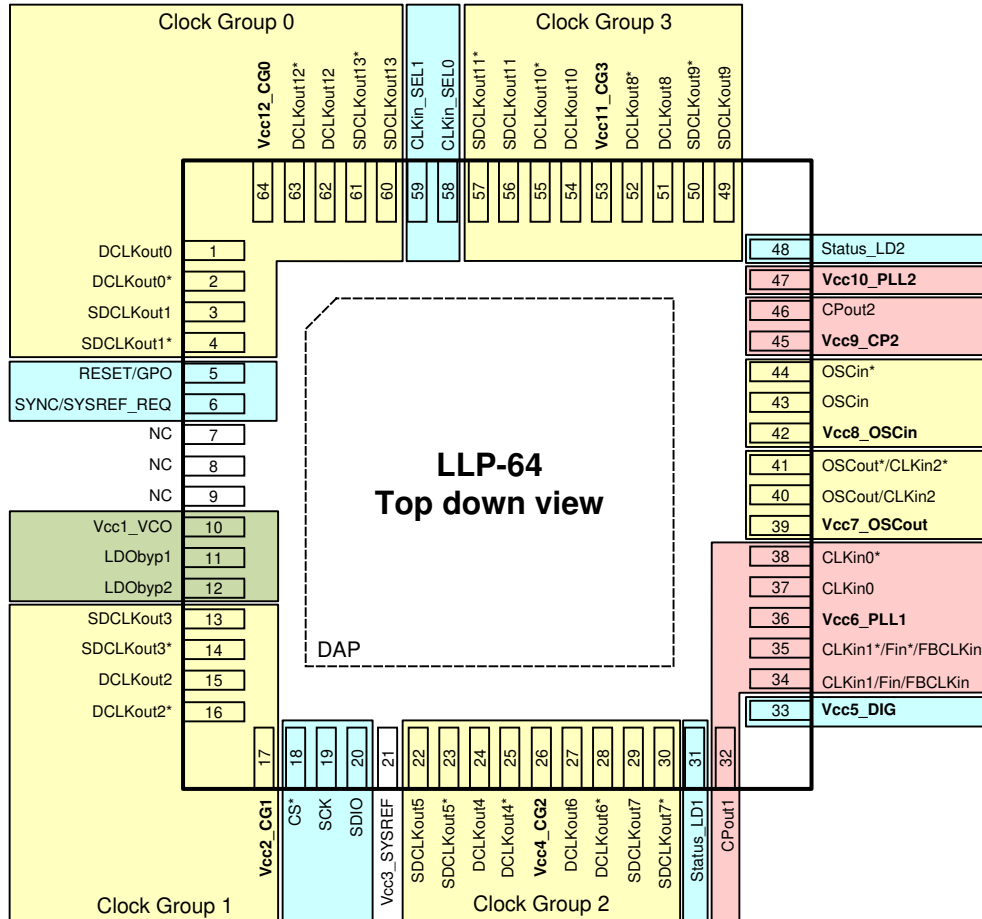 Clock Group 0
Clock Group 3
Vcc12_CG0
DCLKout12*
DCLKout12
SDCLKout13*
SDCLKout13
CLKin_SEL1
CLKin_SEL0
SDCLKout11*
SDCLKout11
DCLKout10*
DCLKout10
Vcc11_CG3
DCLKout8*
DCLKout8
SDCLKout9*
SDCLKout9
64
63
62
61
60
59
58
57
56
55
54
53
52
51
50
49
DCLKout0 1
DCLKout0* 2
SDCLKout1 3
SDCLKout1* 4
RESET/GPO 5
SYNC/SYSREF_REQ 6
NC 7
NC 8
NC 9
Vcc1_VCO 10
LDObyp1 11
LDObyp2 12
SDCLKout3 13
SDCLKout3* 14
DCLKout2 15
DCLKout2* 16
LLP-64
Top down view
DAP
48 Status_LD2
47 Vcc10_PLL2
46 CPout2
45 Vcc9_CP2
44 OSCin*
43 OSCin
42 Vcc8_OSCin
41 OSCout*/CLKin2*
40 OSCout/CLKin2
39 Vcc7_OSCout
38 CLKin0*
37 CLKin0
36 Vcc6_PLL1
35 CLKin1*/Fin*/FBCLKin
34 CLKin1/Fin/FBCLKin
33 Vcc5_DIG
17
18
19
20
21
22
23
24
25
26
27
28
29
30
31
32
Vcc2_CG1
CS*
SCK
SDIO
Vcc3_SYSREF
SDCLKout5
SDCLKout5*
DCLKout4
DCLKout4*
Vcc4_CG2
DCLKout6
DCLKout6*
SDCLKout7
SDCLKout7*
Status_LD1
CPout1
Clock Group 1
Clock Group 2